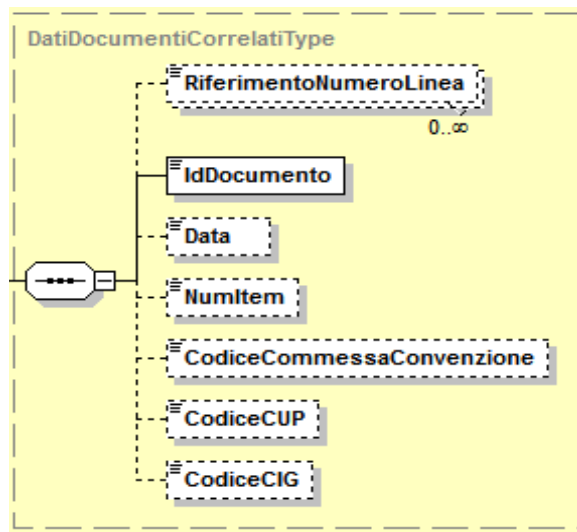 DatiDocumentiCorrelatiType
RiferimentoNumeroLinea
0..∞
IdDocumento
Data
NumItem
CodiceCommessaConvenzione
CodiceCUP
CodiceCIG